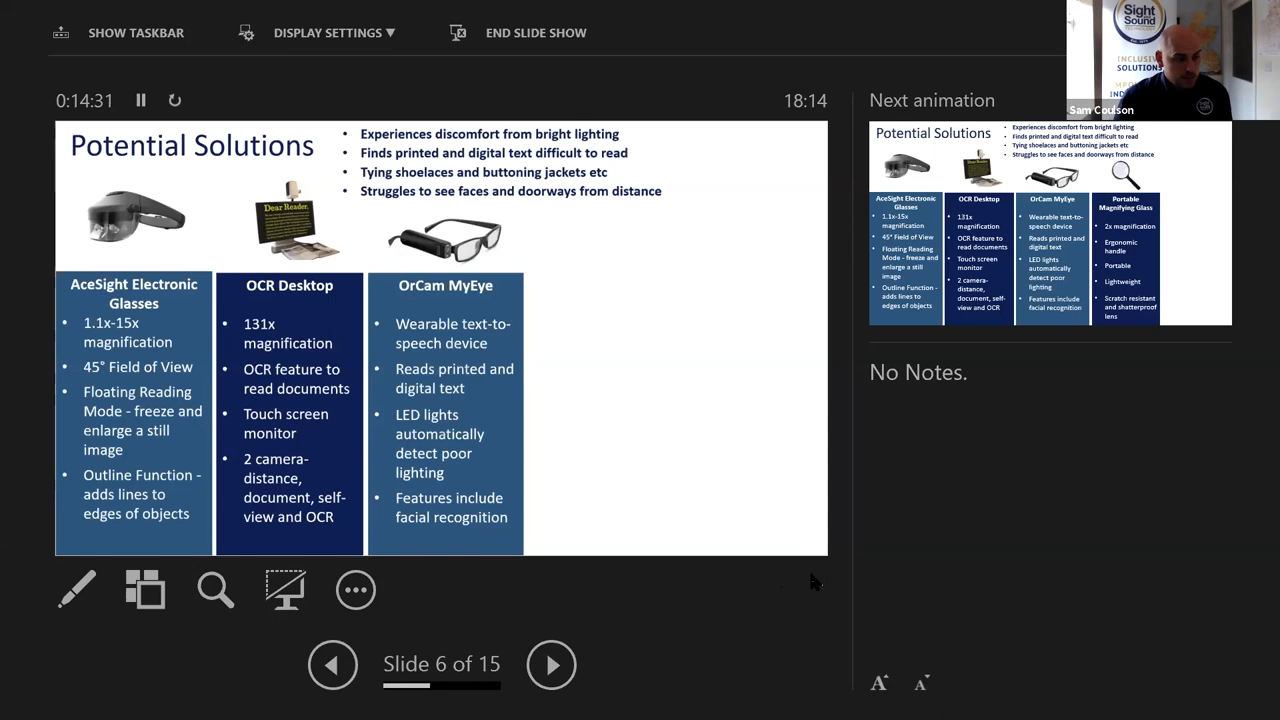 SHOW TASKBAR
DISPLAY SETTINGS ▼
END SLIDE SHOW
Sight
Sound
TECHNOLOGY
INCLUSIVE
SOLUTIONS
Sam Coulson
0:14:31
18:14
Potential Solutions
• Experiences discomfort from bright lighting
• Finds printed and digital text difficult to read
• Tying shoelaces and buttoning jackets etc
• Struggles to see faces and doorways from distance
Dear Reader,
AceSight Electronic
Glasses
• 1.1x-15x
magnification
• 45° Field of View
• Floating Reading
Mode - freeze and
enlarge a still
image
• Outline Function -
adds lines to
edges of objects
OCR Desktop
• 131x
magnification
• OCR feature to
read documents
• Touch screen
monitor
• 2 camera-
distance,
document, self-
view and OCR
OrCam MyEye
• Wearable text-to-
speech device
• Reads printed and
digital text
• LED lights
automatically
detect poor
lighting
• Features include
facial recognition
Slide 6 of 15
Next animation
Potential Solutions
• Experiences discomfort from bright lighting
• Finds printed and digital text difficult to read
• Tying shoelaces and buttoning jackets etc
• Struggles to see faces and doorways from distance
AceSight Electronic
Glasses
• 1.1x-15x
magnification
• 45° Field of View
• Floating Reading
Mode - freeze and
enlarge a still
image
• Outline Function -
adds lines to
edges of objects
OCR Desktop
• 131x
magnification
• OCR feature to
read documents
• Touch screen
monitor
• 2 camera-
distance,
document, self-
view and OCR
OrCam MyEye
• Wearable text-to-
speech device
• Reads printed and
digital text
• LED lights
automatically
detect poor
lighting
• Features include
facial recognition
Portable
Magnifying Glass
• 2x magnification
• Ergonomic
handle
• Portable
• Lightweight
• Scratch resistant
and shatterproof
lens
No Notes.
A A